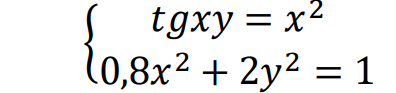 tgxy = x²
0,8x² + 2y² = 1